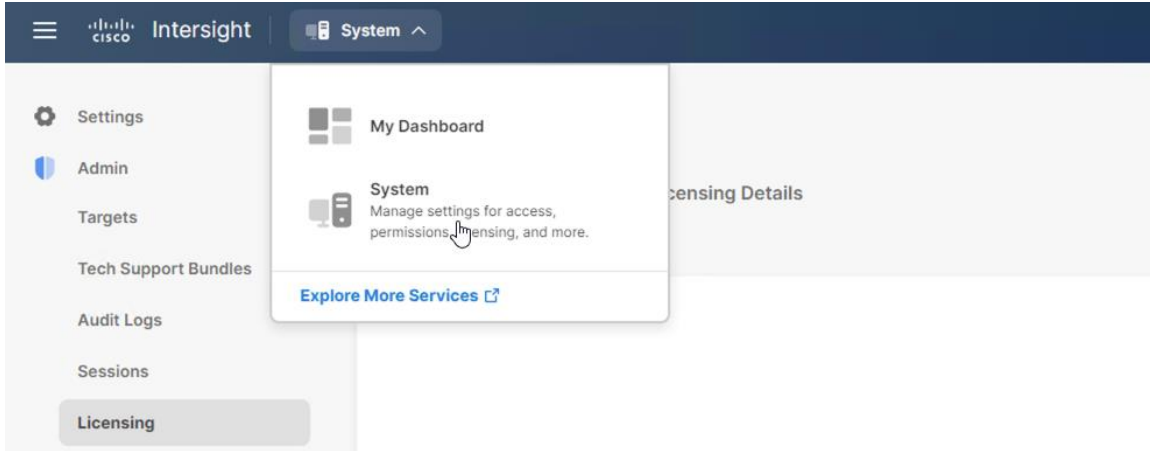 cisco Intersight System
Settings
My Dashboard
Admin
System
Manage settings for access,
permissions, ensing, and more.
censing Details
Targets
Tech Support Bundles
Explore More Services
Audit Logs
Sessions
Licensing